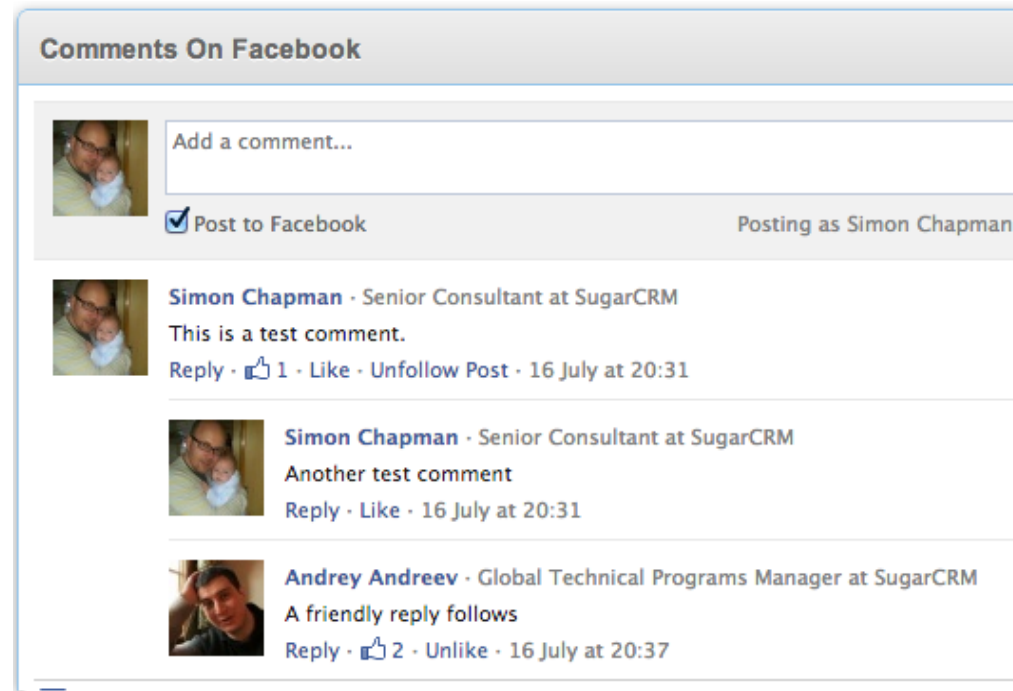 Comments On Facebook
Add a comment...
Post to Facebook
Posting as Simon Chapman
Simon Chapman · Senior Consultant at SugarCRM
This is a test comment.
Reply · 1 · Like · Unfollow Post · 16 July at 20:31
Simon Chapman · Senior Consultant at SugarCRM
Another test comment
Reply · Like · 16 July at 20:31
Andrey Andreev · Global Technical Programs Manager at SugarCRM
A friendly reply follows
Reply · 2 · Unlike · 16 July at 20:37